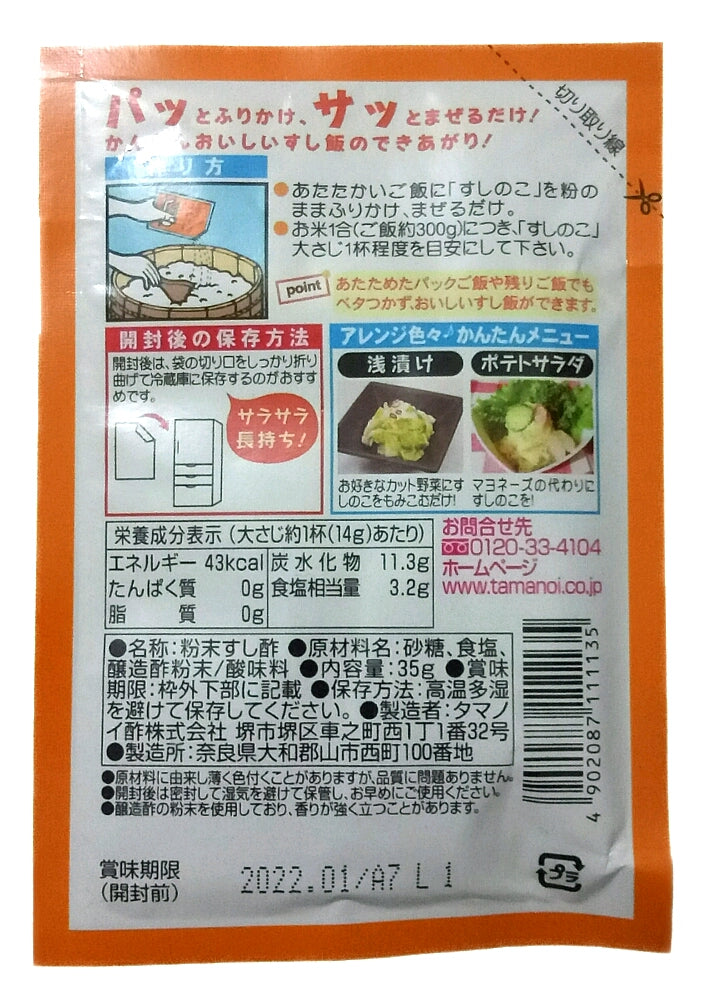 パッとふりかけ、サッとまぜるだけ!
かんたんおいしいすし飯のできあがり!
切り取り線
り方
●あたたかいご飯に「すしのこ」を粉の
ままふりかけ、まぜるだけ。
●お米1合(ご飯約300g)につき、「すしのこ」
大さじ1杯程度を目安にして下さい。
point
あたためたパックご飯や残りご飯でも
ベタつかず、おいしいすし飯ができます。
開封後の保存方法
開封後は、袋の切り口をしっかり折り
曲げて冷蔵庫に保存するのがおすす
めです。
サラサラ
長持ち!
アレンジ色々♪かんたんメニュー
浅漬け
お好きなカット野菜にす
しのこをもみこむだけ!
ポテトサラダ
マヨネーズの代わりに
すしのこを!
栄養成分表示(大さじ約1杯(14g)あたり)
エネルギー 43kcal 炭水化物 11.3g
たんぱく質 0g 食塩相当量 3.2g
脂質 0g
お問合せ先
0120-33-4104
ホームページ
www.tamanoi.co.jp
●名称:粉末すし酢 ●原材料名:砂糖、食塩、
醸造酢粉末/酸味料 ●内容量:35g ●賞味
期限:枠外下部に記載 ●保存方法:高温多湿
を避けて保存してください。 ●製造者:タマノ
イ酢株式会社 堺市堺区車之町西1丁1番32号
●製造所:奈良県大和郡山市西町100番地
●原材料に由来し薄く色付くことがありますが、品質に問題ありません。
●開封後は密封して湿気を避けて保管し、お早めにご使用ください。
●醸造酢の粉末を使用しており、香りが強く立つことがあります。
4 902087 111135
賞味期限
(開封前)
2022.01/A7 L 1
プラ